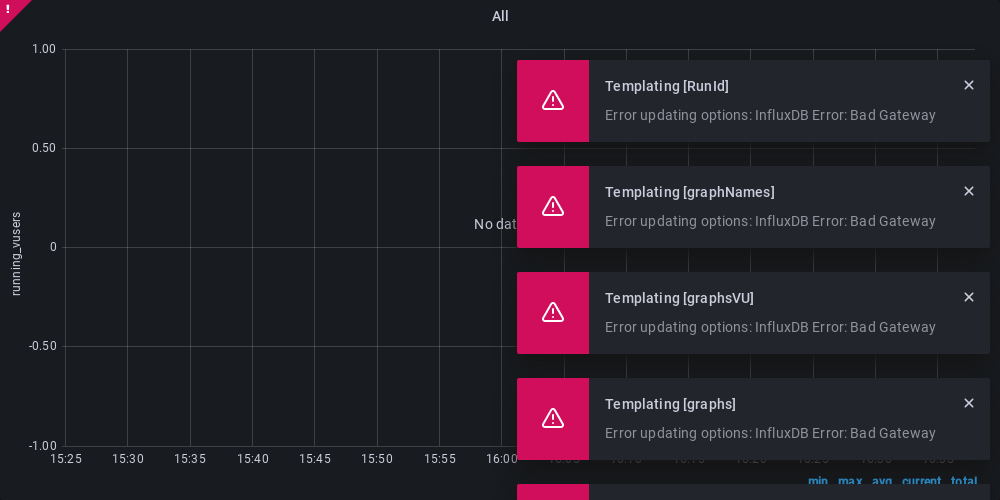 !
All
1.00
Templating [RunId]
Error updating options: InfluxDB Error: Bad Gateway
0.50
Templating [graphNames]
Error updating options: InfluxDB Error: Bad Gateway
No dat
running_vusers
0
Templating [graphsVU]
Error updating options: InfluxDB Error: Bad Gateway
-0.50
Templating [graphs]
Error updating options: InfluxDB Error: Bad Gateway
-1.00
15:25 15:30 15:35 15:40 15:45 15:50 15:55 16:00
min max avg current total